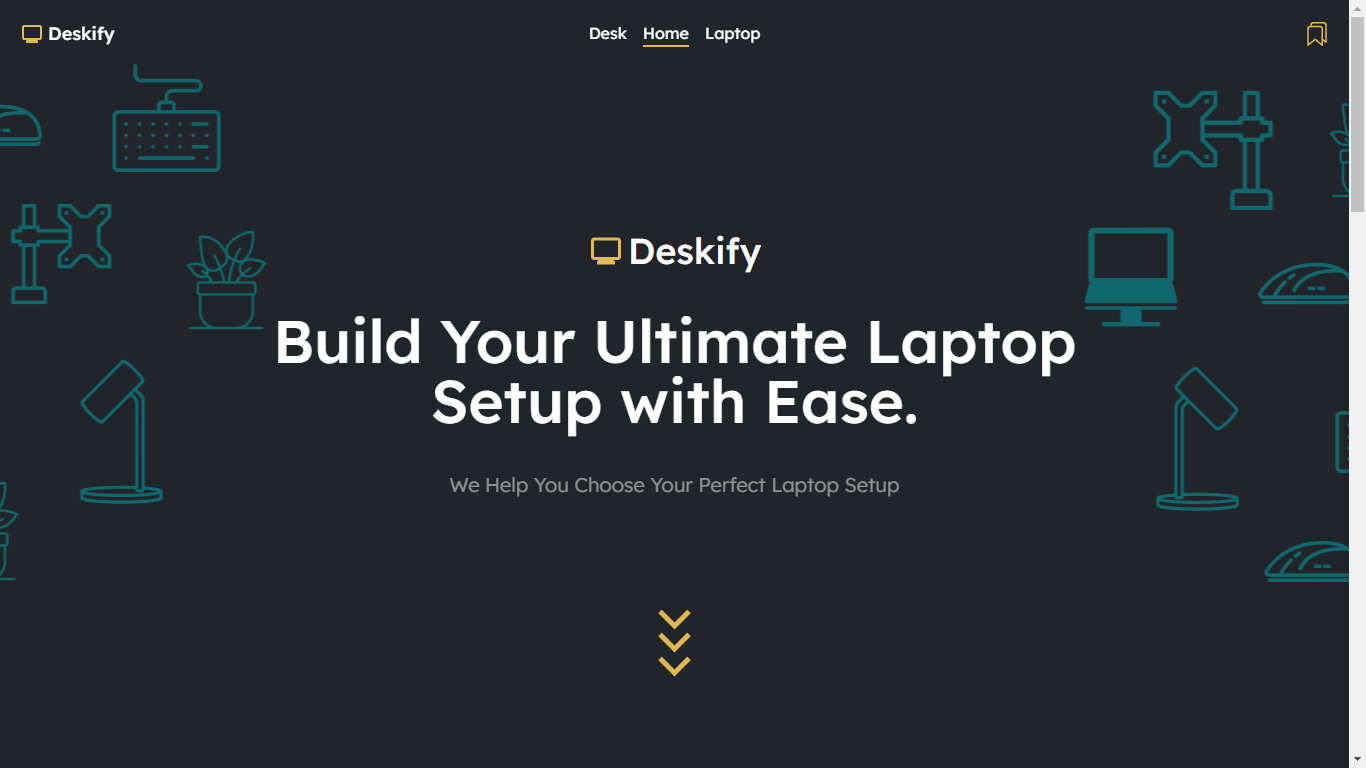 Deskify
Desk Home Laptop
Deskify
Build Your Ultimate Laptop
Setup with Ease.
We Help You Choose Your Perfect Laptop Setup